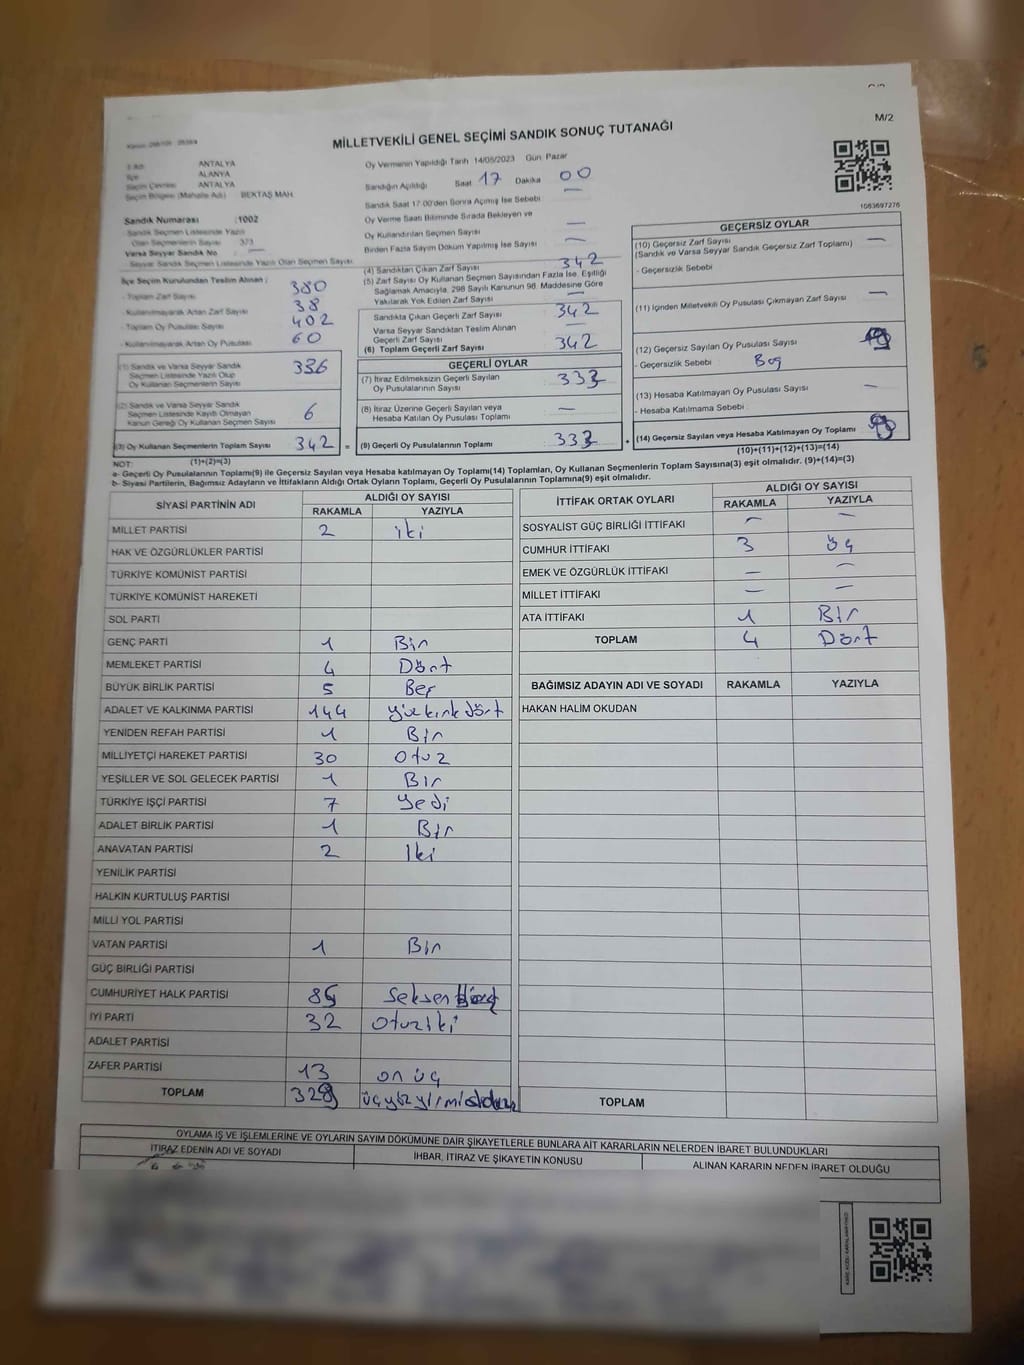 M/2
MİLLETVEKİLİ GENEL SEÇİMİ SANDIK SONUÇ TUTANAĞI
1063697276
ANTALYA
İlçe ALANYA
Seçim Çevresi ANTALYA
Seçim Bölgesi (Mahalle Adı) BEKTAŞ MAH.
Sandık Numarası :1002
Sandık Seçmen Listesinde Yazılı
Olan Seçmenlerin Sayısı 373
Varsa Seyyar Sandık No —
Seyyar Sandık Seçmen Listesinde Yazılı Olan Seçmen Sayısı
İlçe Seçim Kurulundan Teslim Alınan ;
- Toplam Zarf Sayısı 380
- Kullanılmayarak Artan Zarf Sayısı 38
- Toplam Oy Pusulası Sayısı 402
- Kullanılmayarak Artan Oy Pusulası 60
(1) Sandık ve Varsa Seyyar Sandık
Seçmen Listesinde Yazılı Olup
Oy Kullanan Seçmenlerin Sayısı 336
(2) Sandık ve Varsa Seyyar Sandık
Seçmen Listesinde Kayıtlı Olmayan
Kanun Gereği Oy Kullanan Seçmen Sayısı 6
(3) Oy Kullanan Seçmenlerin Toplam Sayısı 342 =
Oy Vermenin Yapıldığı Tarih 14/05/2023 Gün Pazar
Sandığın Açıldığı Saat 17 Dakika 00
Sandık Saat 17:00'den Sonra Açılmış İse Sebebi —
Oy Verme Saati Bitiminde Sırada Bekleyen ve
Oy Kullandırılan Seçmen Sayısı —
Birden Fazla Sayım Döküm Yapılmış İse Sayısı —
(4) Sandıktan Çıkan Zarf Sayısı 342
(5) Zarf Sayısı Oy Kullanan Seçmen Sayısından Fazla İse, Eşitliği
Sağlamak Amacıyla, 298 Sayılı Kanunun 98. Maddesine Göre
Yakılarak Yok Edilen Zarf Sayısı —
Sandıkta Çıkan Geçerli Zarf Sayısı 342
Varsa Seyyar Sandıktan Teslim Alınan
Geçerli Zarf Sayısı —
(6) Toplam Geçerli Zarf Sayısı 342
GEÇERLİ OYLAR
(7) İtiraz Edilmeksizin Geçerli Sayılan
Oy Pusulalarının Sayısı
(8) İtiraz Üzerine Geçerli Sayılan veya
Hesaba Katılan Oy Pusulası Toplamı —
(9) Geçerli Oy Pusulalarının Toplamı +
GEÇERSİZ OYLAR
(10) Geçersiz Zarf Sayısı —
(Sandık ve Varsa Seyyar Sandık Geçersiz Zarf Toplamı)
- Geçersizlik Sebebi
(11) İçinden Milletvekili Oy Pusulası Çıkmayan Zarf Sayısı —
(12) Geçersiz Sayılan Oy Pusulası Sayısı
- Geçersizlik Sebebi Boş
(13) Hesaba Katılmayan Oy Pusulası Sayısı —
- Hesaba Katılmama Sebebi
(14) Geçersiz Sayılan veya Hesaba Katılmayan Oy Toplamı
NOT: (1)+(2)=(3) (10)+(11)+(12)+(13)=(14)
a- Geçerli Oy Pusulalarının Toplamı(9) ile Geçersiz Sayılan veya Hesaba katılmayan Oy Toplamı(14) Toplamları, Oy Kullanan Seçmenlerin Toplam Sayısına(3) eşit olmalıdır. (9)+(14)=(3)
b- Siyasi Partilerin, Bağımsız Adayların ve İttifakların Aldığı Ortak Oyların Toplamı, Geçerli Oy Pusulalarının Toplamına(9) eşit olmalıdır.
SİYASİ PARTİNİN ADI ALDIĞI OY SAYISI
RAKAMLA YAZIYLA
MİLLET PARTİSİ 2 iki
HAK VE ÖZGÜRLÜKLER PARTİSİ
TÜRKİYE KOMÜNİST PARTİSİ
TÜRKİYE KOMÜNİST HAREKETİ
SOL PARTİ
GENÇ PARTİ 1 Bir
MEMLEKET PARTİSİ 4 Dört
BÜYÜK BİRLİK PARTİSİ 5 Beş
ADALET VE KALKINMA PARTİSİ 144 yüzkırkdört
YENİDEN REFAH PARTİSİ 1 Bir
MİLLİYETÇİ HAREKET PARTİSİ 30 Otuz
YEŞİLLER VE SOL GELECEK PARTİSİ 1 Bir
TÜRKİYE İŞÇİ PARTİSİ 7 Yedi
ADALET BİRLİK PARTİSİ 1 Bir
ANAVATAN PARTİSİ 2 İki
YENİLİK PARTİSİ
HALKIN KURTULUŞ PARTİSİ
MİLLİ YOL PARTİSİ
VATAN PARTİSİ 1 Bir
GÜÇ BİRLİĞİ PARTİSİ
CUMHURİYET HALK PARTİSİ Seksen
İYİ PARTİ 32 Otuziki
ADALET PARTİSİ
ZAFER PARTİSİ 13 on üç
TOPLAM
İTTİFAK ORTAK OYLARI ALDIĞI OY SAYISI
RAKAMLA YAZIYLA
SOSYALİST GÜÇ BİRLİĞİ İTTİFAKI — —
CUMHUR İTTİFAKI 3 üç
EMEK VE ÖZGÜRLÜK İTTİFAKI — —
MİLLET İTTİFAKI — —
ATA İTTİFAKI 1 Bir
TOPLAM 4 Dört
BAĞIMSIZ ADAYIN ADI VE SOYADI RAKAMLA YAZIYLA
HAKAN HALİM OKUDAN
TOPLAM
OYLAMA İŞ VE İŞLEMLERİNE VE OYLARIN SAYIM DÖKÜMÜNE DAİR ŞİKAYETLERLE BUNLARA AİT KARARLARIN NELERDEN İBARET BULUNDUKLARI
İTİRAZ EDENİN ADI VE SOYADI İHBAR, İTİRAZ VE ŞİKAYETİN KONUSU ALINAN KARARIN NEDEN İBARET OLDUĞU